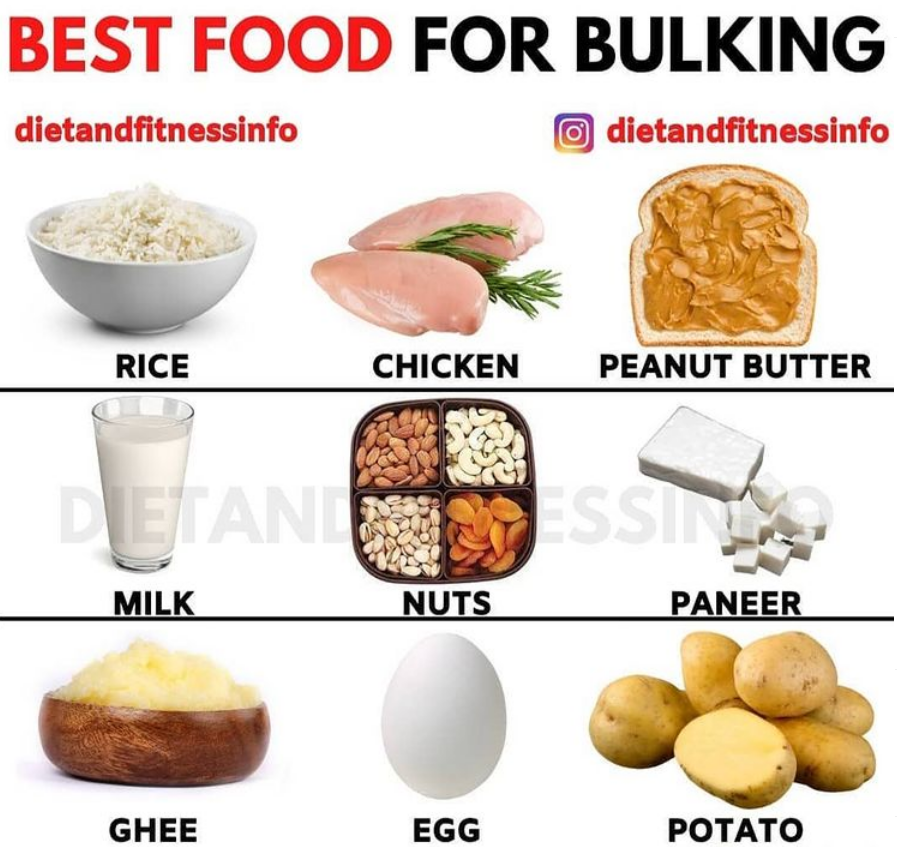 BEST FOOD FOR BULKING
dietandfitnessinfo dietandfitnessinfo
RICE CHICKEN PEANUT BUTTER
DIETANDFITNESSINFO
MILK NUTS PANEER
GHEE EGG POTATO